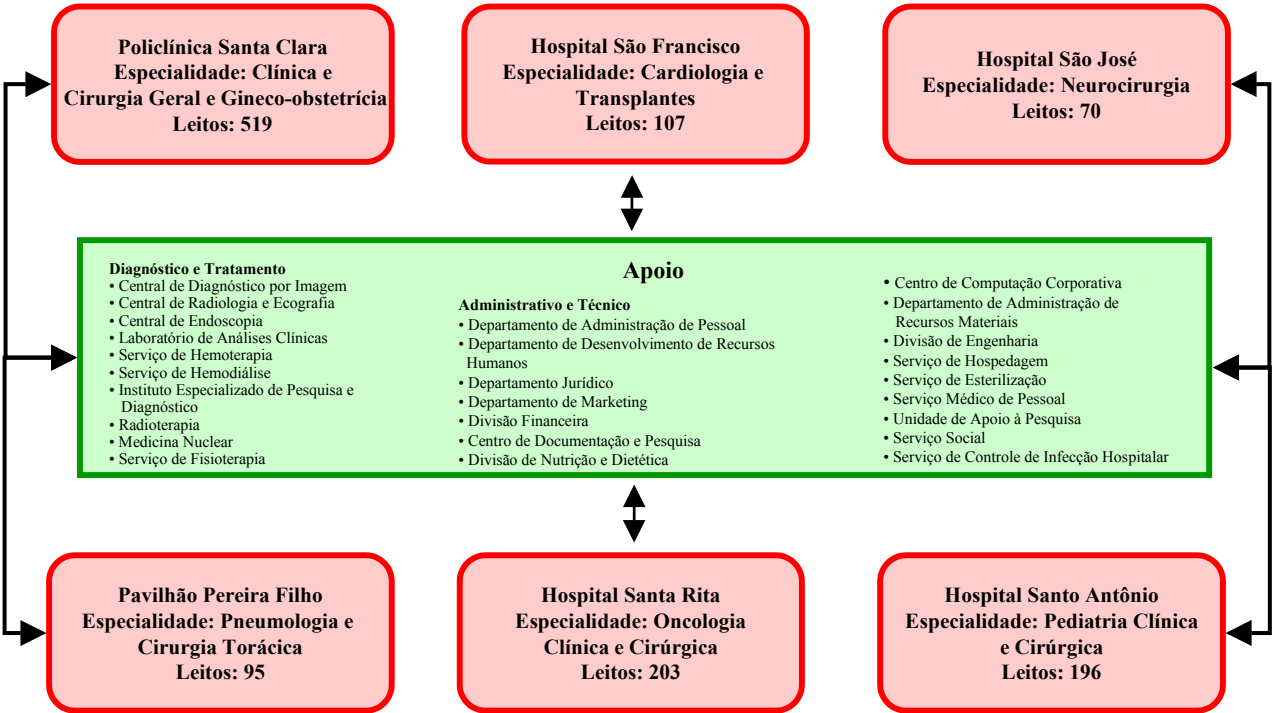 Policlínica Santa Clara
Especialidade: Clínica e
Cirurgia Geral e Gineco-obstetrícia
Leitos: 519
Hospital São Francisco
Especialidade: Cardiologia e
Transplantes
Leitos: 107
Hospital São José
Especialidade: Neurocirurgia
Leitos: 70
Apoio
Diagnóstico e Tratamento
• Central de Diagnóstico por Imagem
• Central de Radiologia e Ecografia
• Central de Endoscopia
• Laboratório de Análises Clínicas
• Serviço de Hemoterapia
• Serviço de Hemodiálise
• Instituto Especializado de Pesquisa e
Diagnóstico
• Radioterapia
• Medicina Nuclear
• Serviço de Fisioterapia
Administrativo e Técnico
• Departamento de Administração de Pessoal
• Departamento de Desenvolvimento de Recursos
Humanos
• Departamento Jurídico
• Departamento de Marketing
• Divisão Financeira
• Centro de Documentação e Pesquisa
• Divisão de Nutrição e Dietética
• Centro de Computação Corporativa
• Departamento de Administração de
Recursos Materiais
• Divisão de Engenharia
• Serviço de Hospedagem
• Serviço de Esterilização
• Serviço Médico de Pessoal
• Unidade de Apoio à Pesquisa
• Serviço Social
• Serviço de Controle de Infecção Hospitalar
Pavilhão Pereira Filho
Especialidade: Pneumologia e
Cirurgia Torácica
Leitos: 95
Hospital Santa Rita
Especialidade: Oncologia
Clínica e Cirúrgica
Leitos: 203
Hospital Santo Antônio
Especialidade: Pediatria Clínica
e Cirúrgica
Leitos: 196